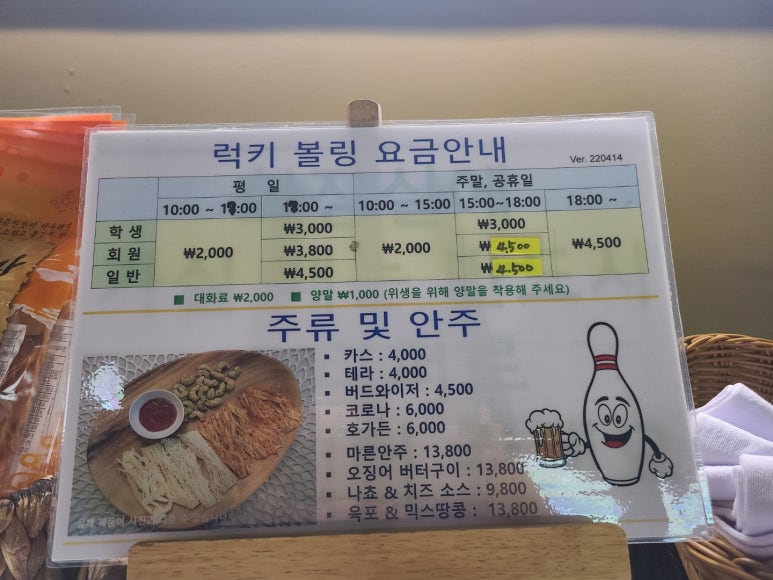 럭키 볼링 요금안내
Ver. 220414
평 일
주말, 공휴일
10:00 ~ 18:00
18:00 ~
10:00 ~ 15:00
15:00~18:00
18:00 ~
학 생
₩2,000
₩3,000
₩2,000
₩3,000
₩4,500
회 원
₩3,800
₩4,500
일 반
₩4,500
₩4.500
■ 대화료 ₩2,000 ■ 양말 ₩1,000 (위생을 위해 양말을 착용해 주세요)
주류 및 안주
▪ 카스 : 4,000
▪ 테라 : 4,000
▪ 버드와이저 : 4,500
▪ 코로나 : 6,000
▪ 호가든 : 6,000
▪ 마른안주 : 13,800
▪ 오징어 버터구이 : 13,800
▪ 나쵸 & 치즈 소스 : 9,800
▪ 육포 & 믹스땅콩 : 13,800